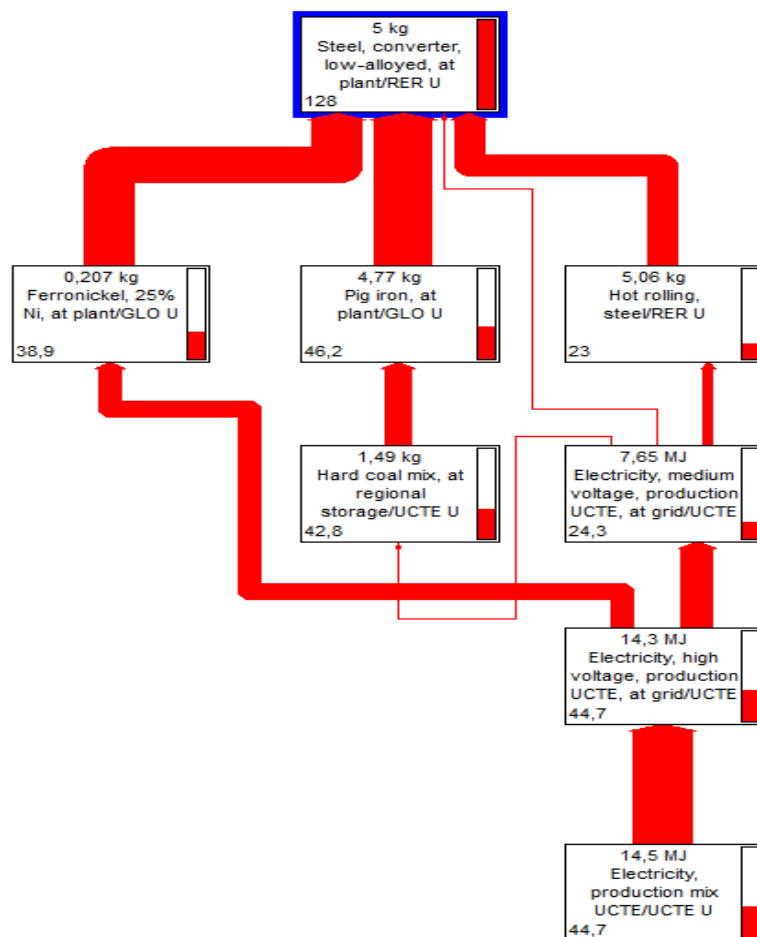 5 kg
Steel, converter,
low-alloyed, at
plant/RER U
128
0,207 kg
Ferronickel, 25%
Ni, at plant/GLO U
38,9
4,77 kg
Pig iron, at
plant/GLO U
46,2
5,06 kg
Hot rolling,
steel/RER U
23
1,49 kg
Hard coal mix, at
regional
storage/UCTE U
42,8
7,65 MJ
Electricity, medium
voltage, production
UCTE, at grid/UCTE
24,3
14,3 MJ
Electricity, high
voltage, production
UCTE, at grid/UCTE
44,7
14,5 MJ
Electricity,
production mix
UCTE/UCTE U
44,7